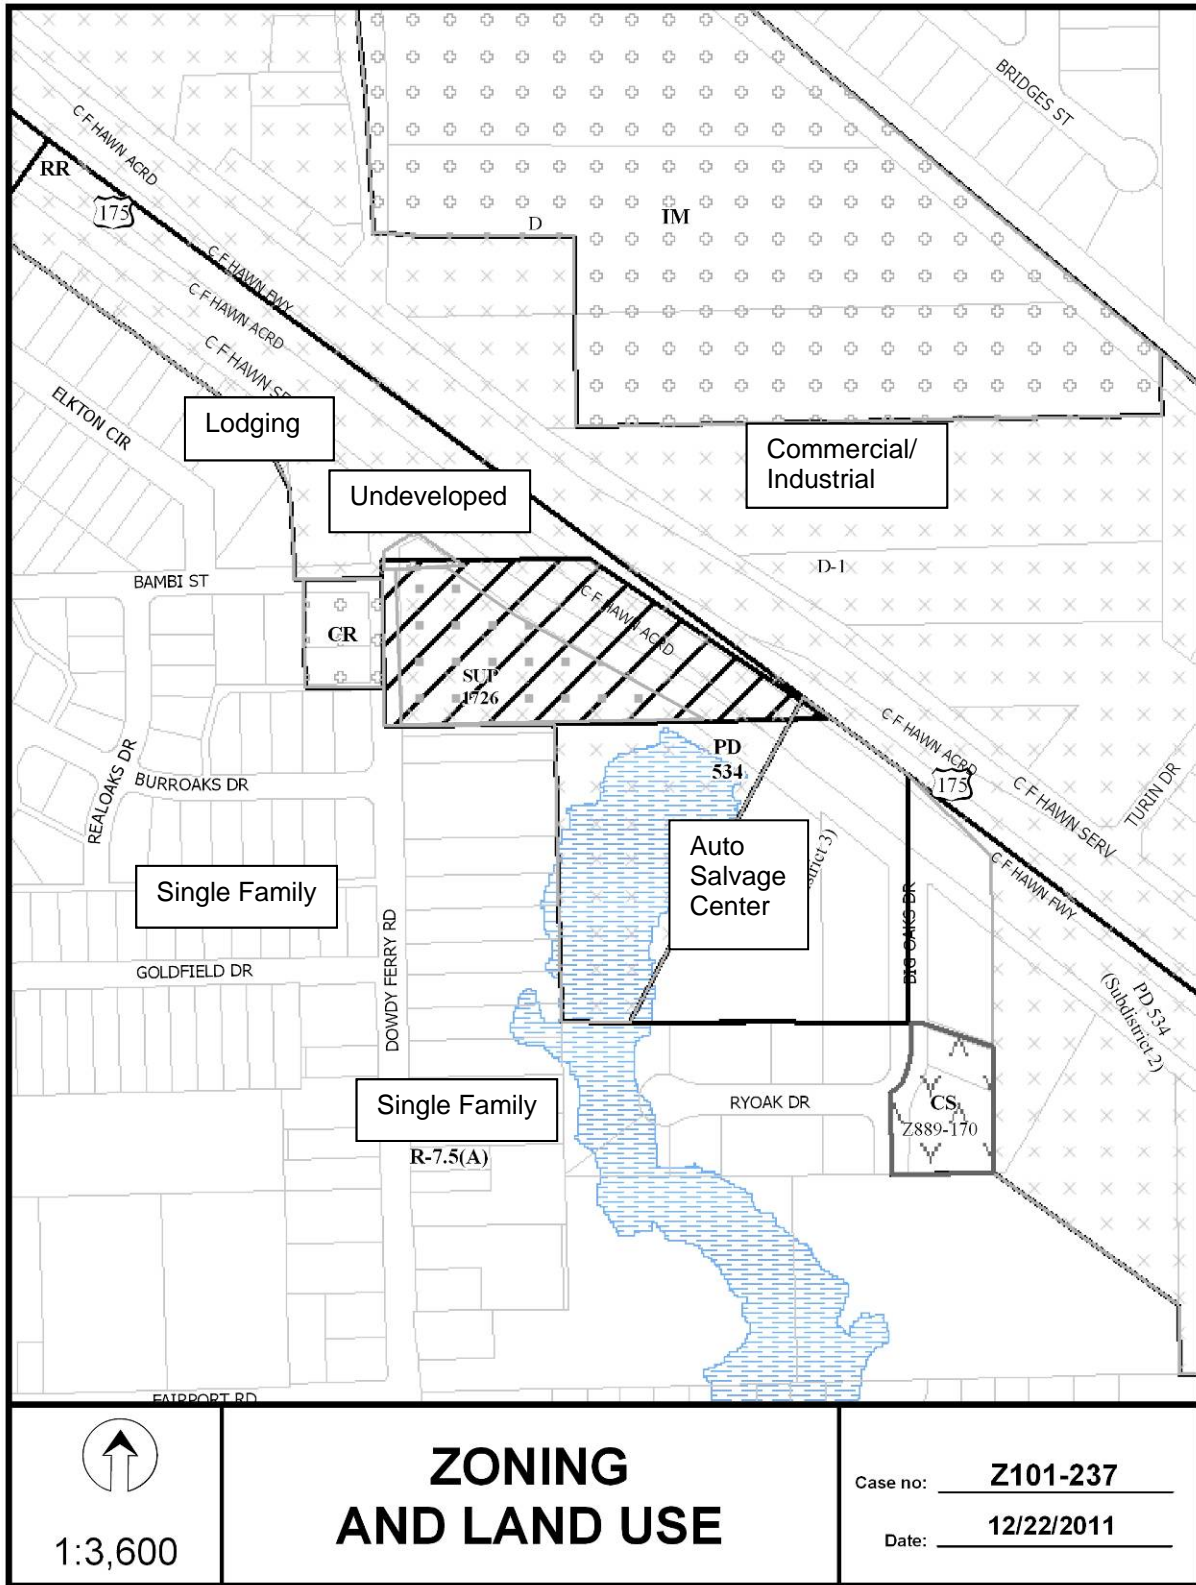 BRIDGES ST
C F HAWN ACRD
RR
175
D
IM
C F HAWN FWY
C F HAWN ACRD
C F HAWN SE
ELKTON CIR
Lodging
Commercial/
Industrial
Undeveloped
D-1
BAMBI ST
C F HAWN ACRD
CR
SUP
1726
C F HAWN ACRD
PD
534
175
C F HAWN SERV
TURIN DR
REALOAKS DR
BURROAKS DR
Auto
Salvage
Center
strict 3)
C F HAWN FWY
Single Family
BIG OAKS DR
DOWDY FERRY RD
GOLDFIELD DR
PD 534
(Subdistrict 2)
Single Family
RYOAK DR
CS
Z889-170
R-7.5(A)
FAIRPORT RD
1:3,600
ZONING
AND LAND USE
Case no: Z101-237
Date: 12/22/2011